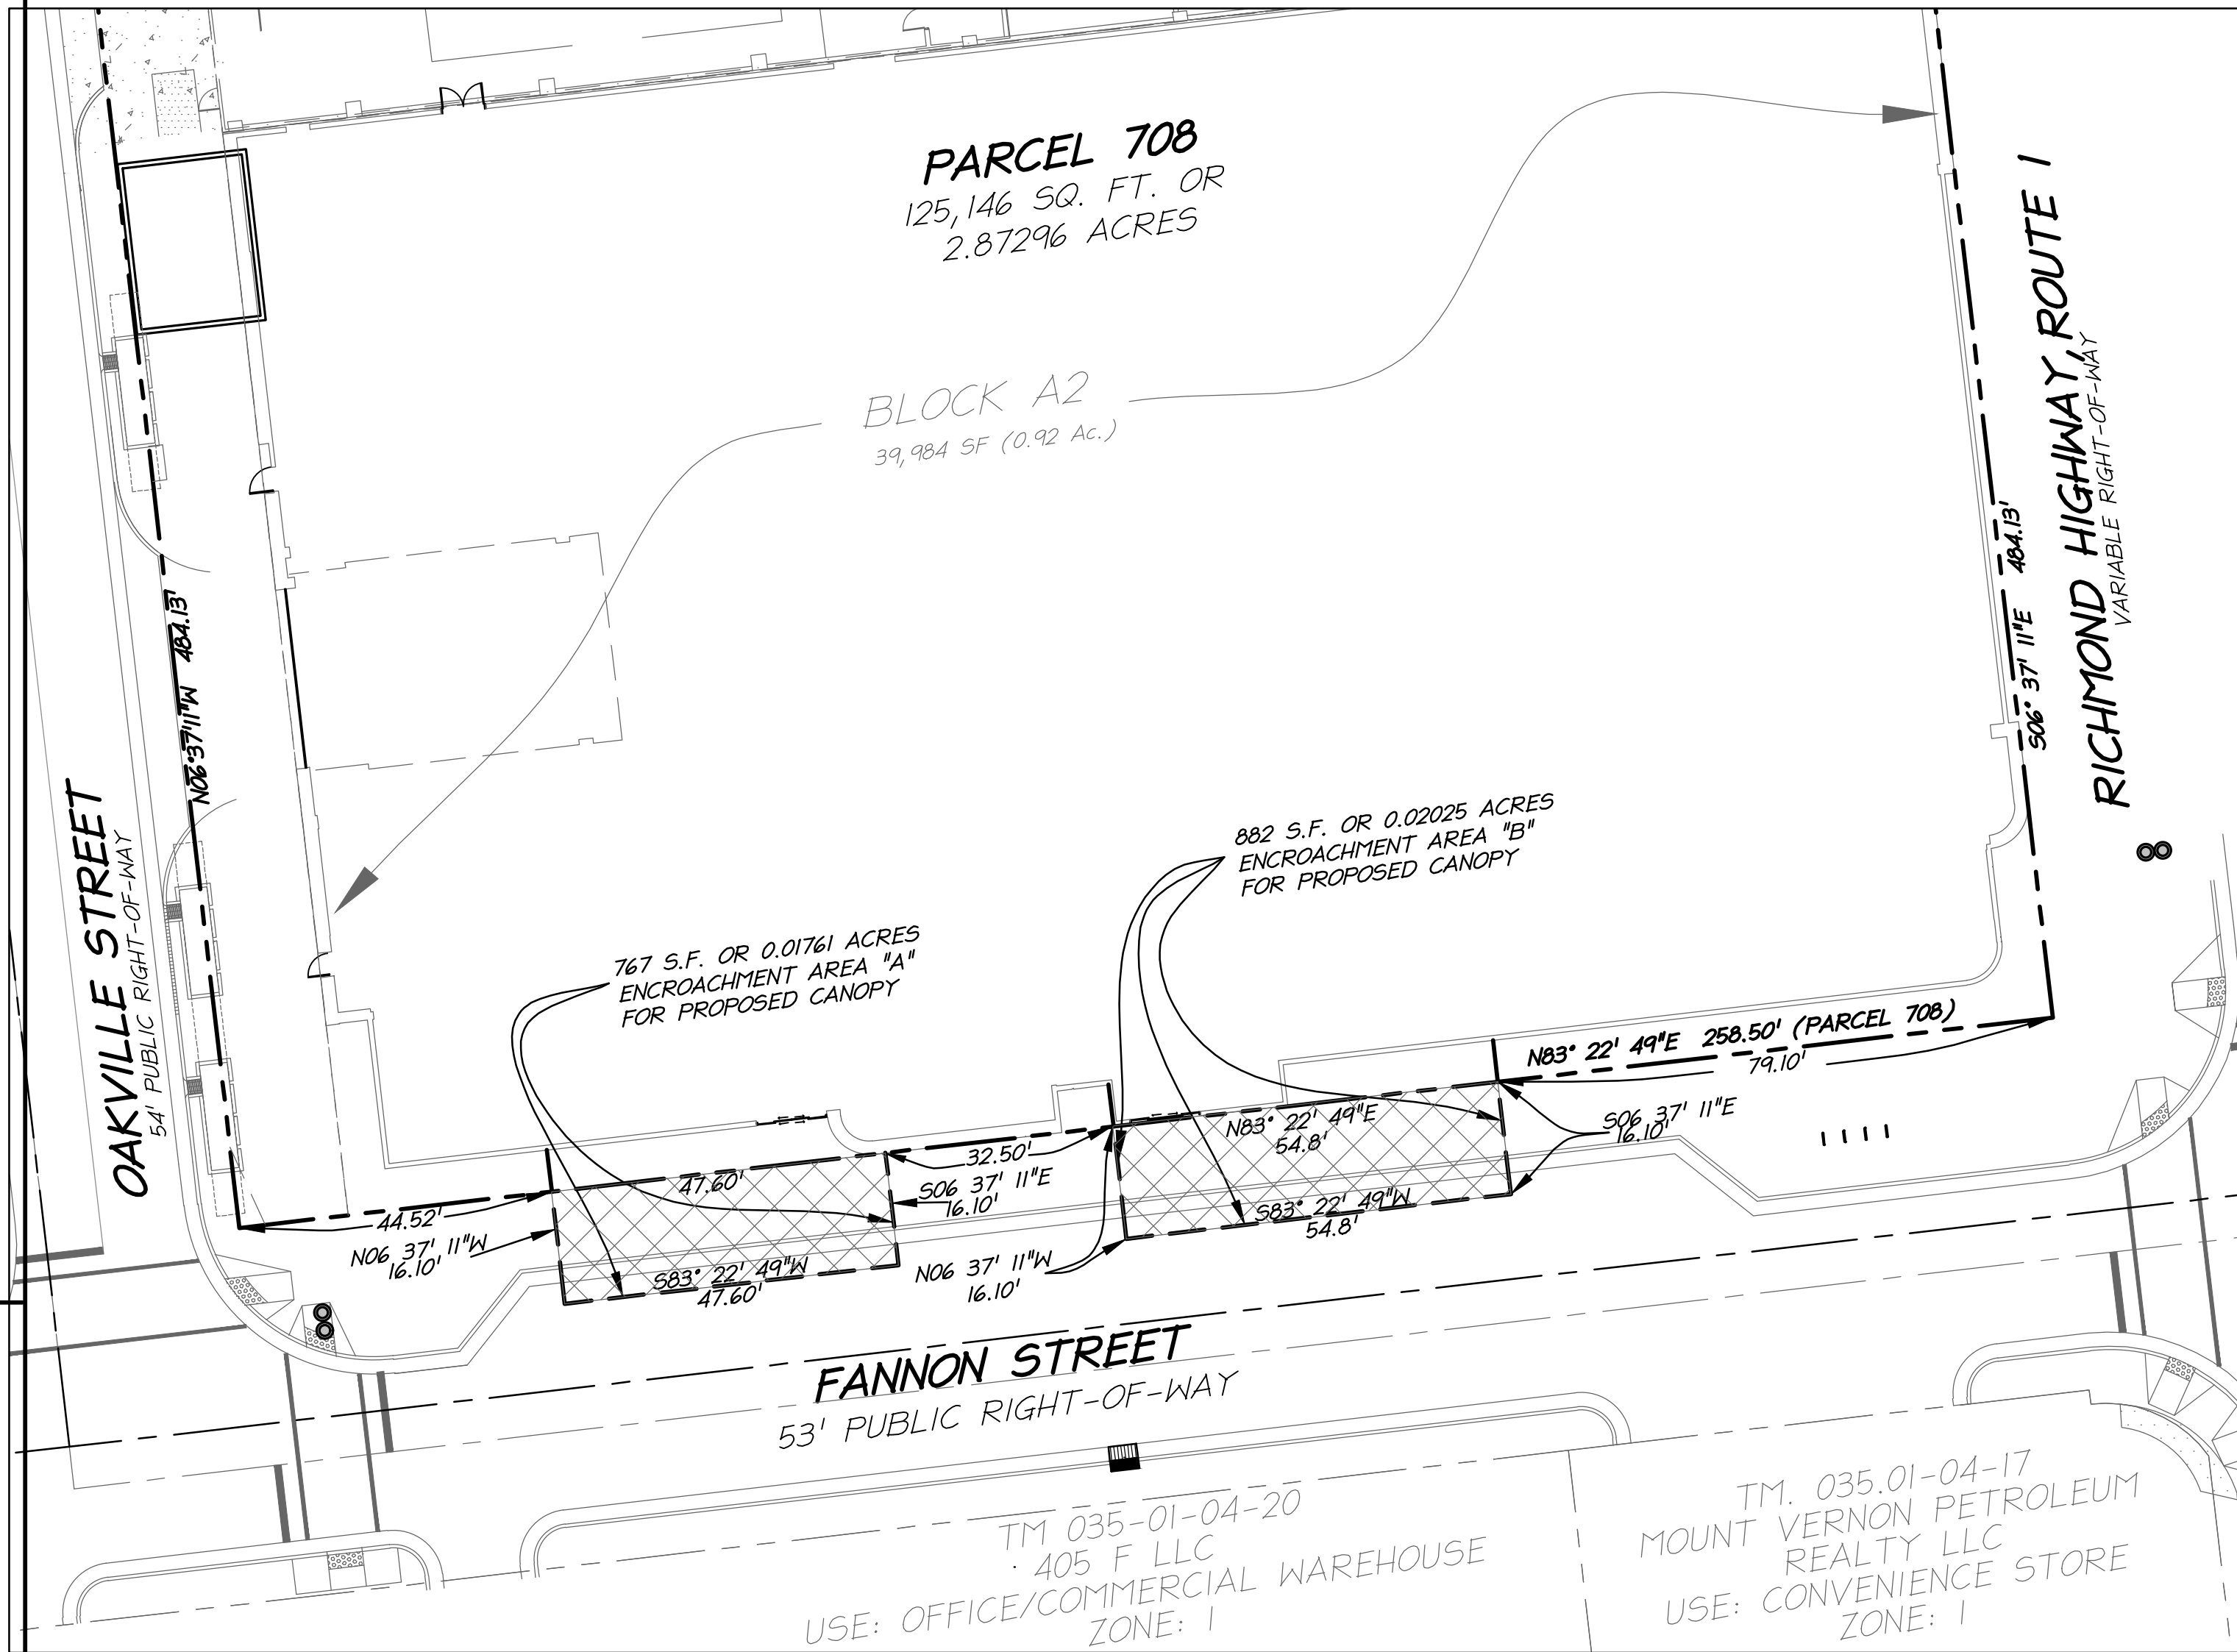 PARCEL 708
125,146 SQ. FT. OR
2.87296 ACRES
BLOCK A2
39,984 SF (0.92 Ac.)
RICHMOND HIGHWAY, ROUTE 1
VARIABLE RIGHT-OF-WAY
S06° 37' 11"E 484.13'
N06°37'11"W 484.13'
OAKVILLE STREET
54' PUBLIC RIGHT-OF-WAY
882 S.F. OR 0.02025 ACRES
ENCROACHMENT AREA "B"
FOR PROPOSED CANOPY
767 S.F. OR 0.01761 ACRES
ENCROACHMENT AREA "A"
FOR PROPOSED CANOPY
N83° 22' 49"E 258.50' (PARCEL 708)
79.10'
S06 37' 11"E
16.10'
N83° 22' 49"E
54.8'
S83° 22' 49"W
54.8'
32.50'
S06 37' 11"E
16.10'
47.60'
44.52'
N06 37' 11"W
16.10'
S83° 22' 49"W
47.60'
N06 37' 11"W
16.10'
FANNON STREET
53' PUBLIC RIGHT-OF-WAY
TM 035-01-04-20
405 F LLC
USE: OFFICE/COMMERCIAL WAREHOUSE
ZONE: I
TM. 035.01-04-17
MOUNT VERNON PETROLEUM
REALTY LLC
USE: CONVENIENCE STORE
ZONE: I